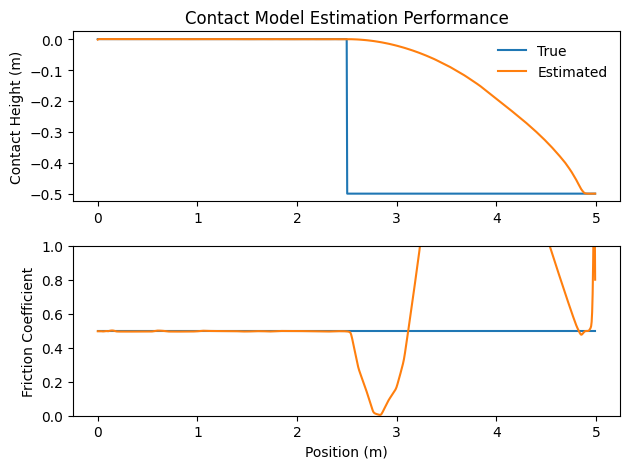 Contact Model Estimation Performance
Contact Height (m)
0.0
−0.1
−0.2
−0.3
−0.4
−0.5
True
Estimated
0 1 2 3 4 5
Friction Coefficient
1.0
0.8
0.6
0.4
0.2
0.0
0 1 2 3 4 5
Position (m)